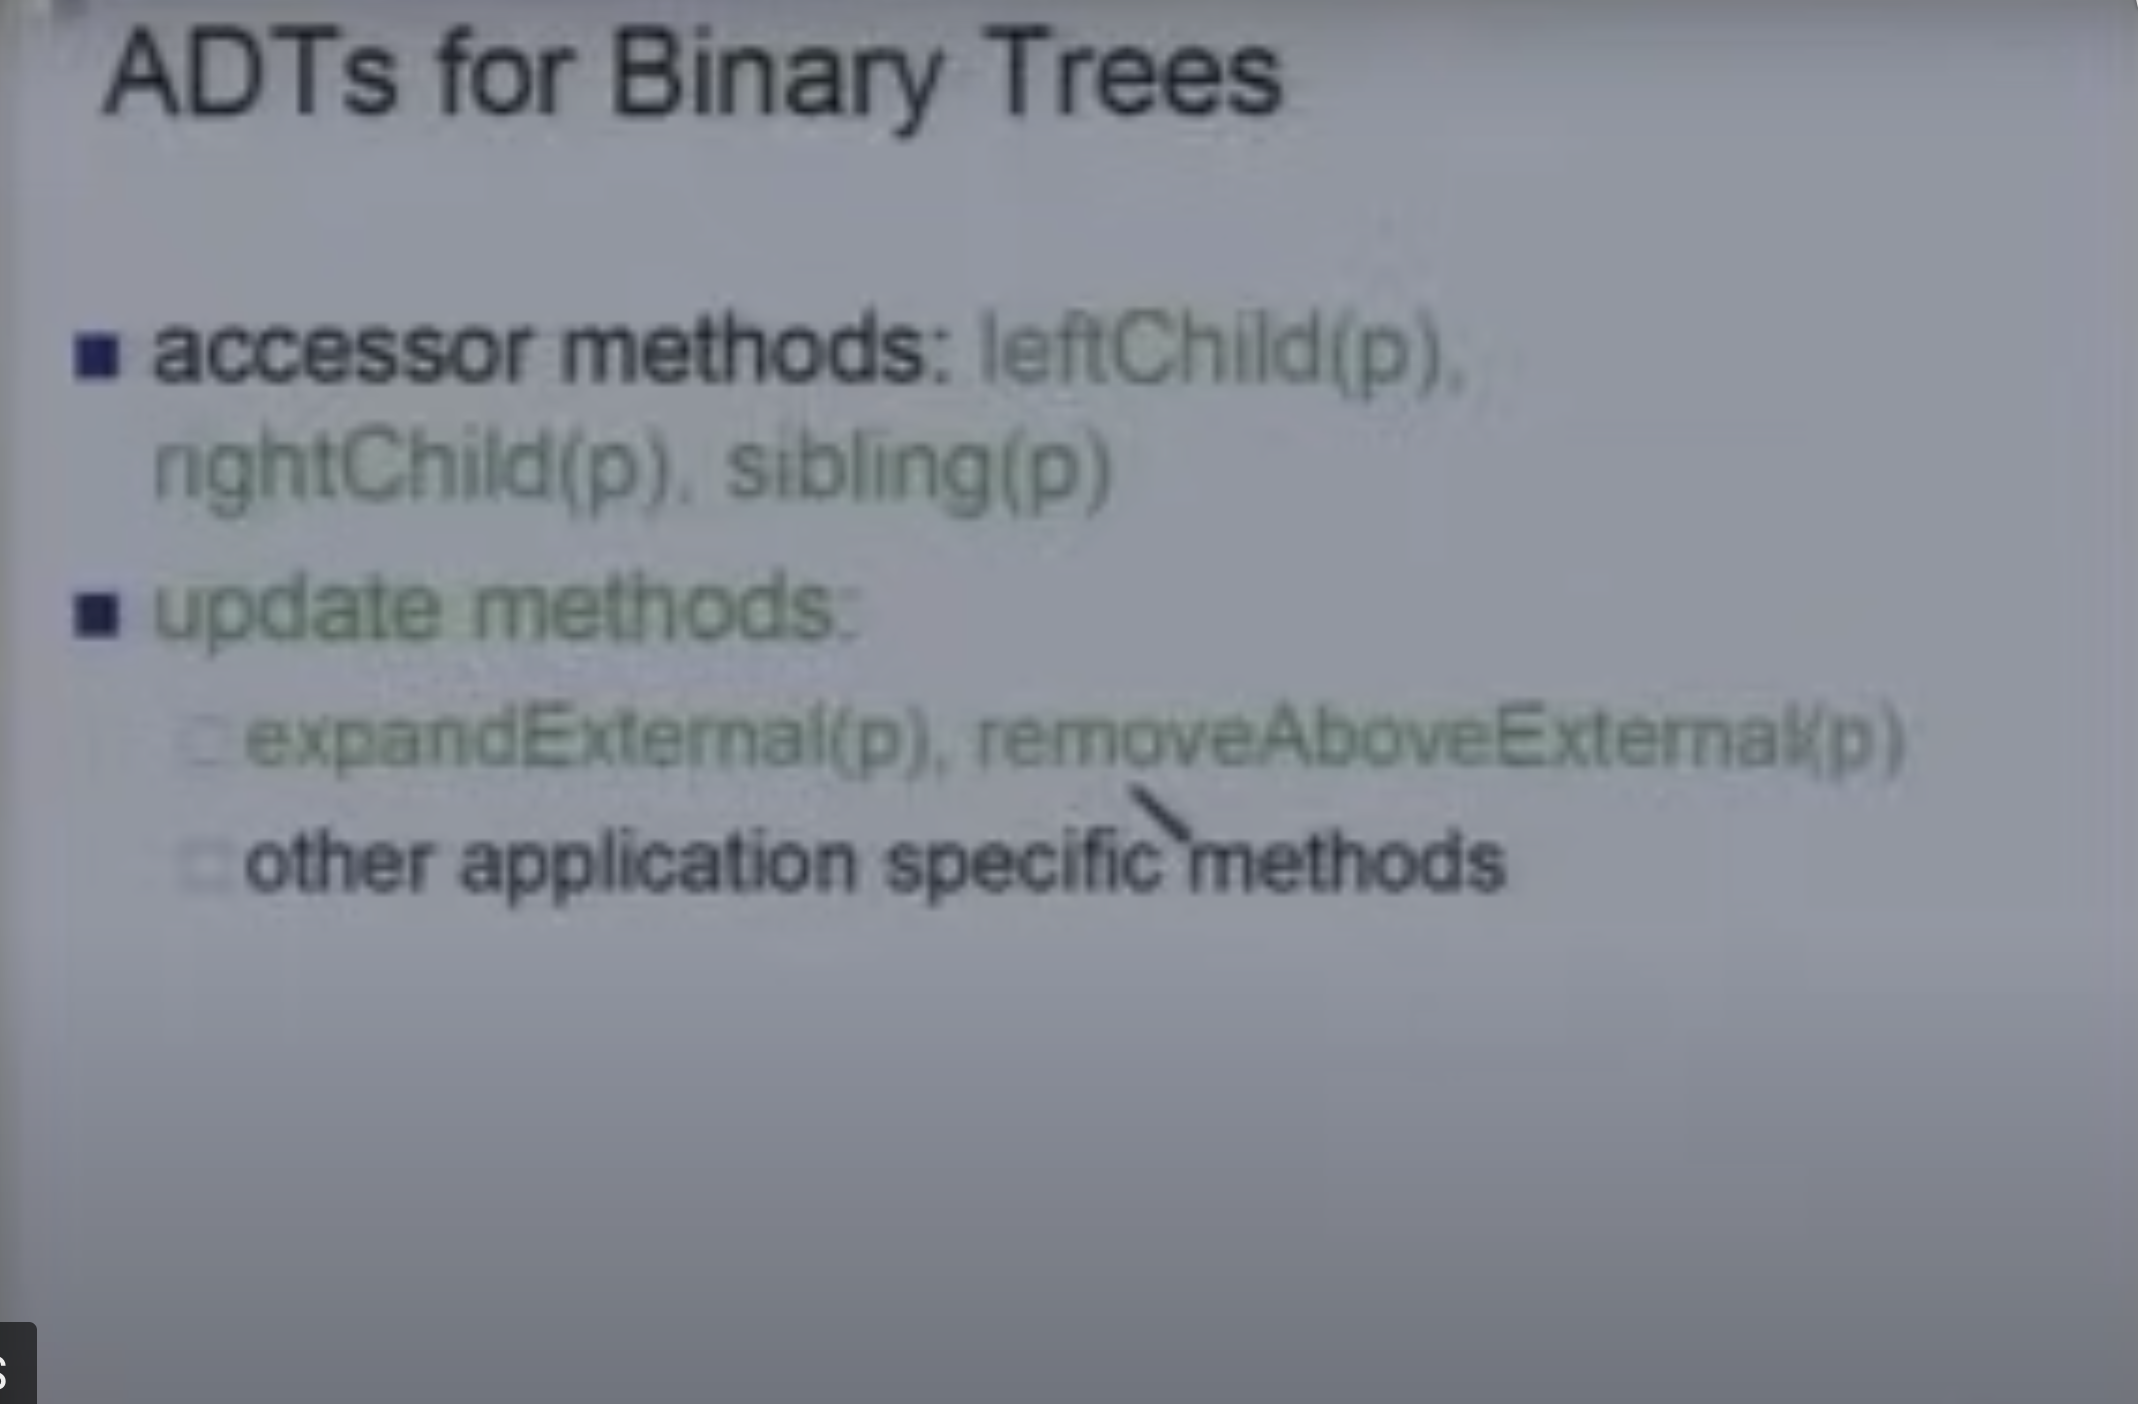 ADTs for Binary Trees
accessor methods: leftChild(p),
rightChild(p), sibling(p)
update methods:
expandExternal(p), removeAboveExternal(p)
other application specific methods